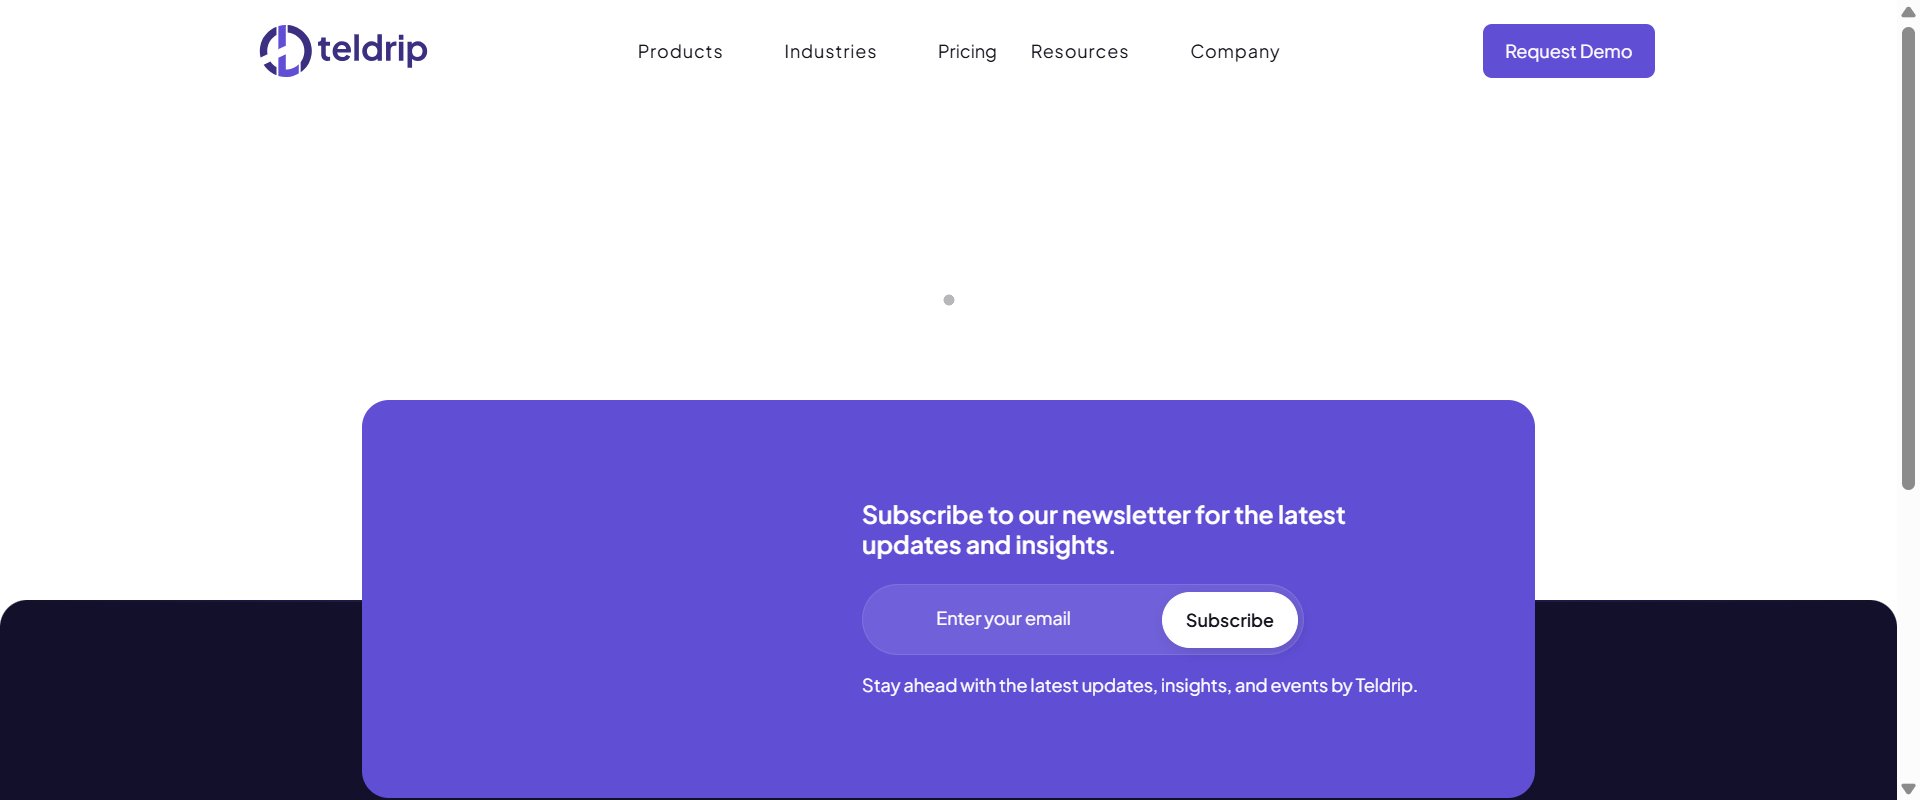 teldrip
Products Industries Pricing Resources Company Request Demo
Subscribe to our newsletter for the latest
updates and insights.
Enter your email Subscribe
Stay ahead with the latest updates, insights, and events by Teldrip.